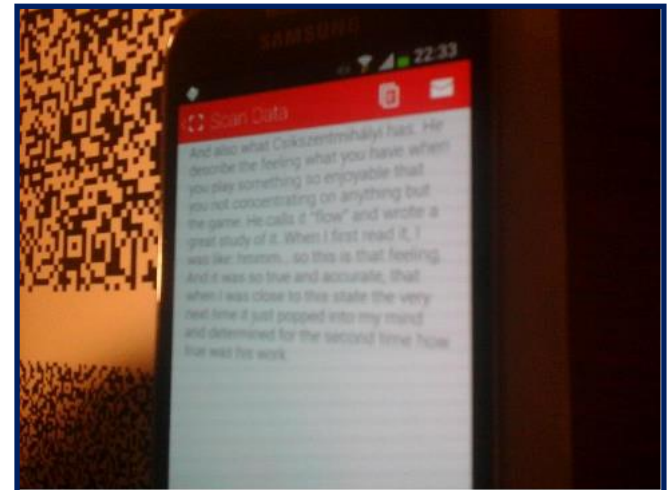 SAMSUNG
22:33
Scan Data
And also what Csikszentmihályi has. He
describe the feeling what you have when
you play something so enjoyable that
you not concentrating on anything but
the game. He calls it "flow" and wrote a
great study of it. When I first read it, I
was like: hmmm... so this is that feeling.
And it was so true and accurate, that
when I was close to this state the very
next time it just popped into my mind
and determined for the second time how
true was his work.